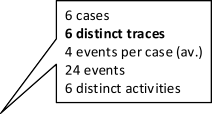 6 cases
6 distinct traces
4 events per case (av.)
24 events
6 distinct activities